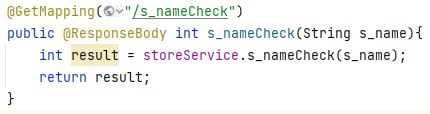 @GetMapping("/s_nameCheck")
public @ResponseBody int s_nameCheck(String s_name){
int result = storeService.s_nameCheck(s_name);
return result;
}